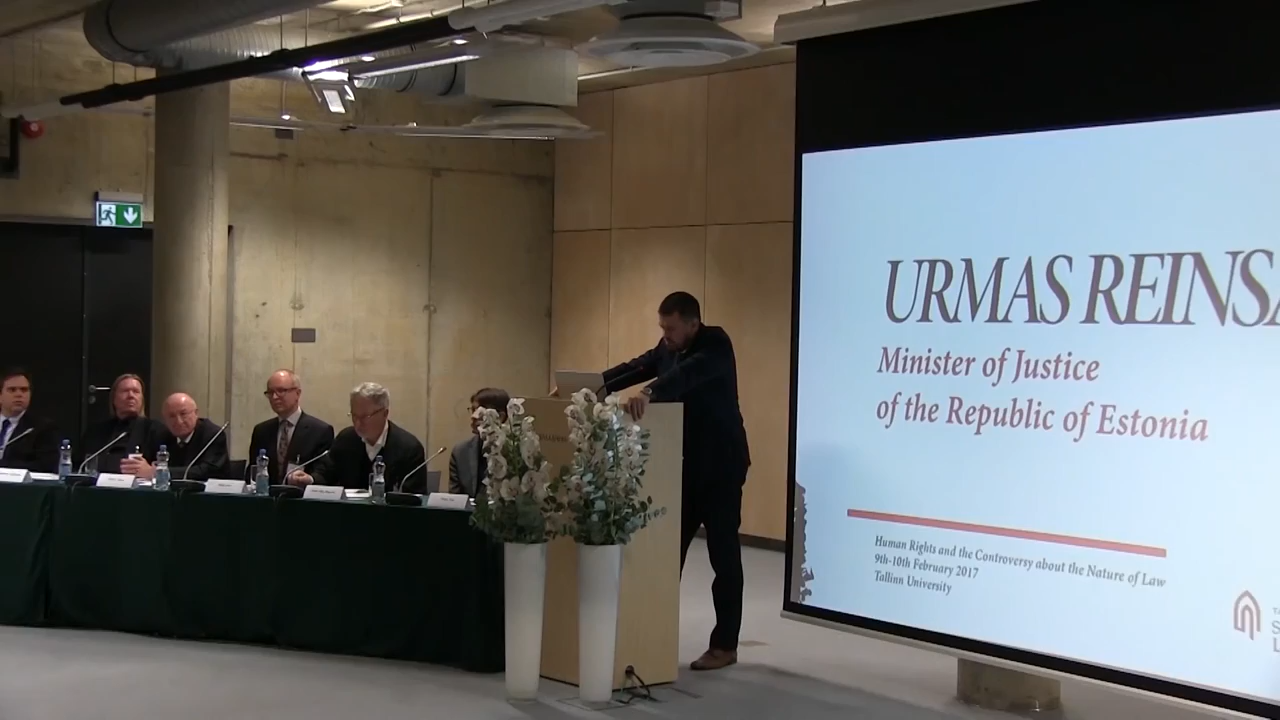 URMAS REINSA
Minister of Justice
of the Republic of Estonia
Human Rights and the Controversy about the Nature of Law
9th-10th February 2017
Tallinn University